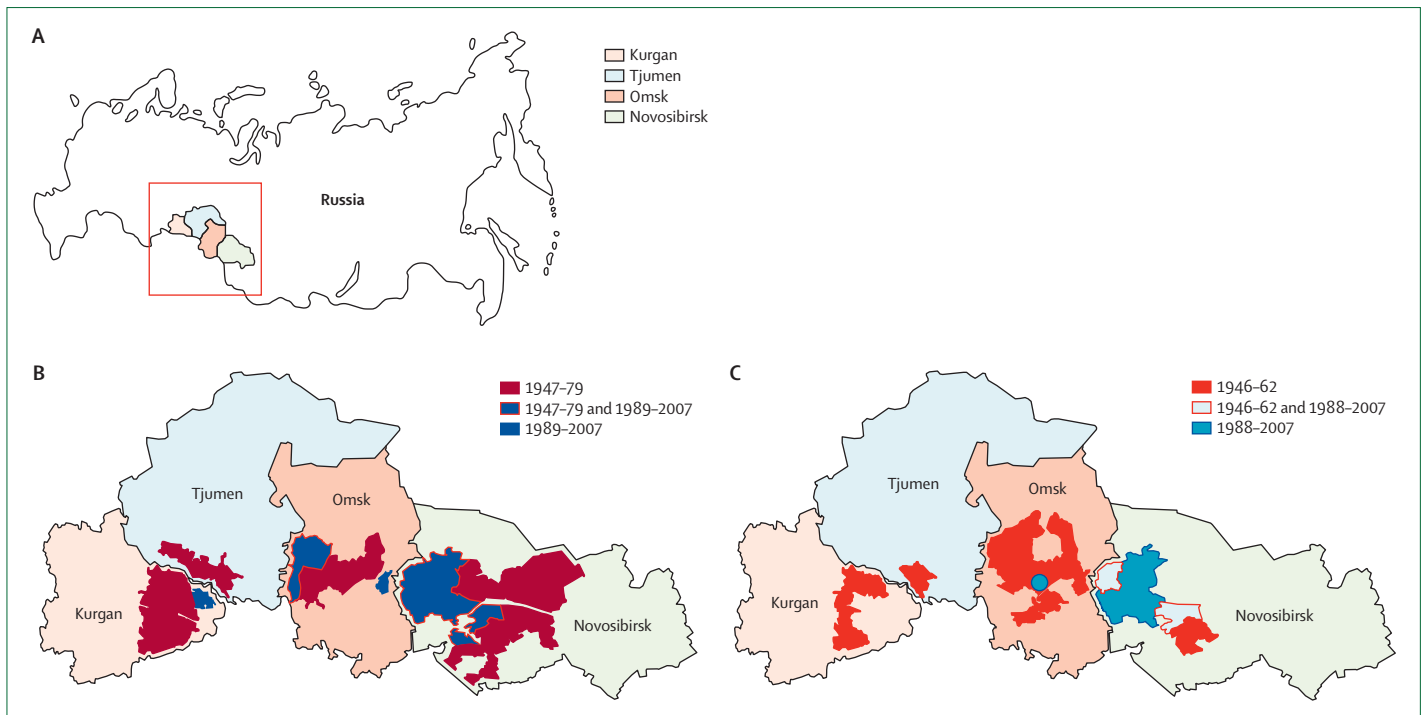 A
Kurgan
Tjumen
Omsk
Novosibirsk
Russia
B
1947–79
1947–79 and 1989–2007
1989–2007
Tjumen
Omsk
Kurgan
Novosibirsk
C
1946–62
1946–62 and 1988–2007
1988–2007
Tjumen
Omsk
Kurgan
Novosibirsk